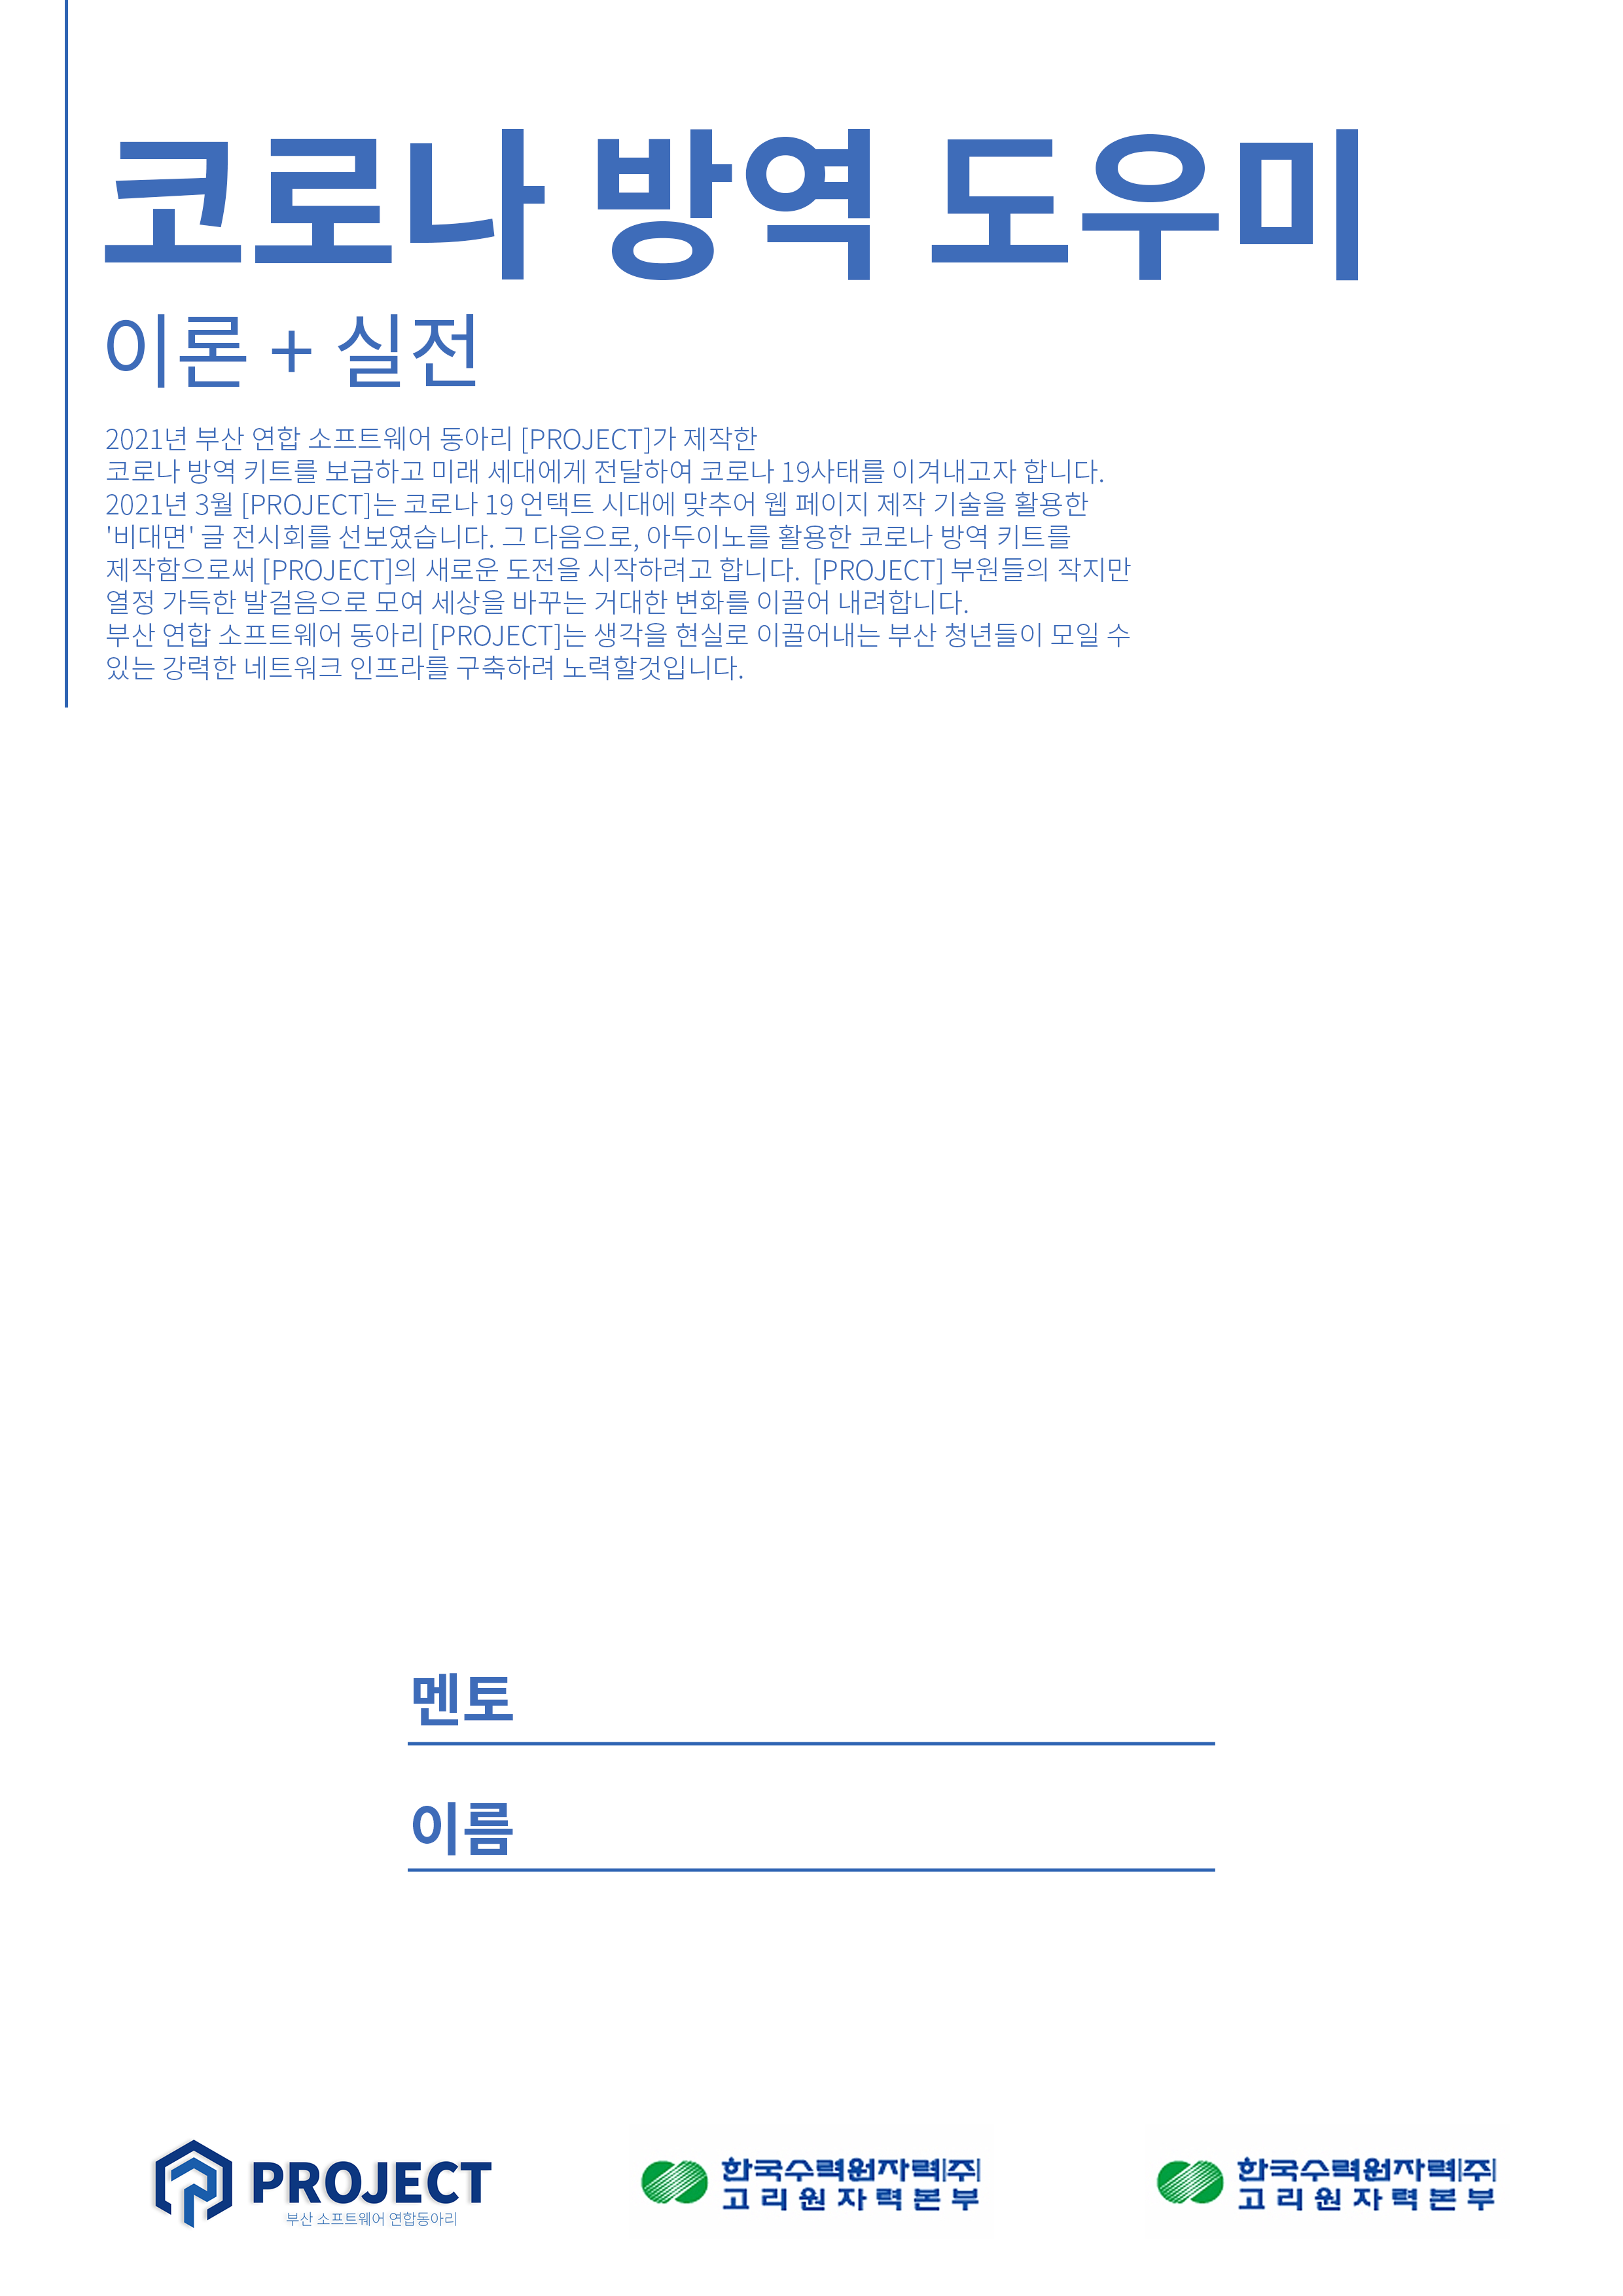 코로나 방역 도우미
이론 + 실전
2021년 부산 연합 소프트웨어 동아리 [PROJECT]가 제작한
코로나 방역 키트를 보급하고 미래 세대에게 전달하여 코로나 19사태를 이겨내고자 합니다.
2021년 3월 [PROJECT]는 코로나 19 언택트 시대에 맞추어 웹 페이지 제작 기술을 활용한
'비대면' 글 전시회를 선보였습니다. 그 다음으로, 아두이노를 활용한 코로나 방역 키트를
제작함으로써 [PROJECT]의 새로운 도전을 시작하려고 합니다. [PROJECT] 부원들의 작지만
열정 가득한 발걸음으로 모여 세상을 바꾸는 거대한 변화를 이끌어 내려합니다.
부산 연합 소프트웨어 동아리 [PROJECT]는 생각을 현실로 이끌어내는 부산 청년들이 모일 수
있는 강력한 네트워크 인프라를 구축하려 노력할것입니다.
멘토
이름
PROJECT
부산 소프트웨어 연합동아리
한국수력원자력(주)
고리원자력본부
한국수력원자력(주)
고리원자력본부